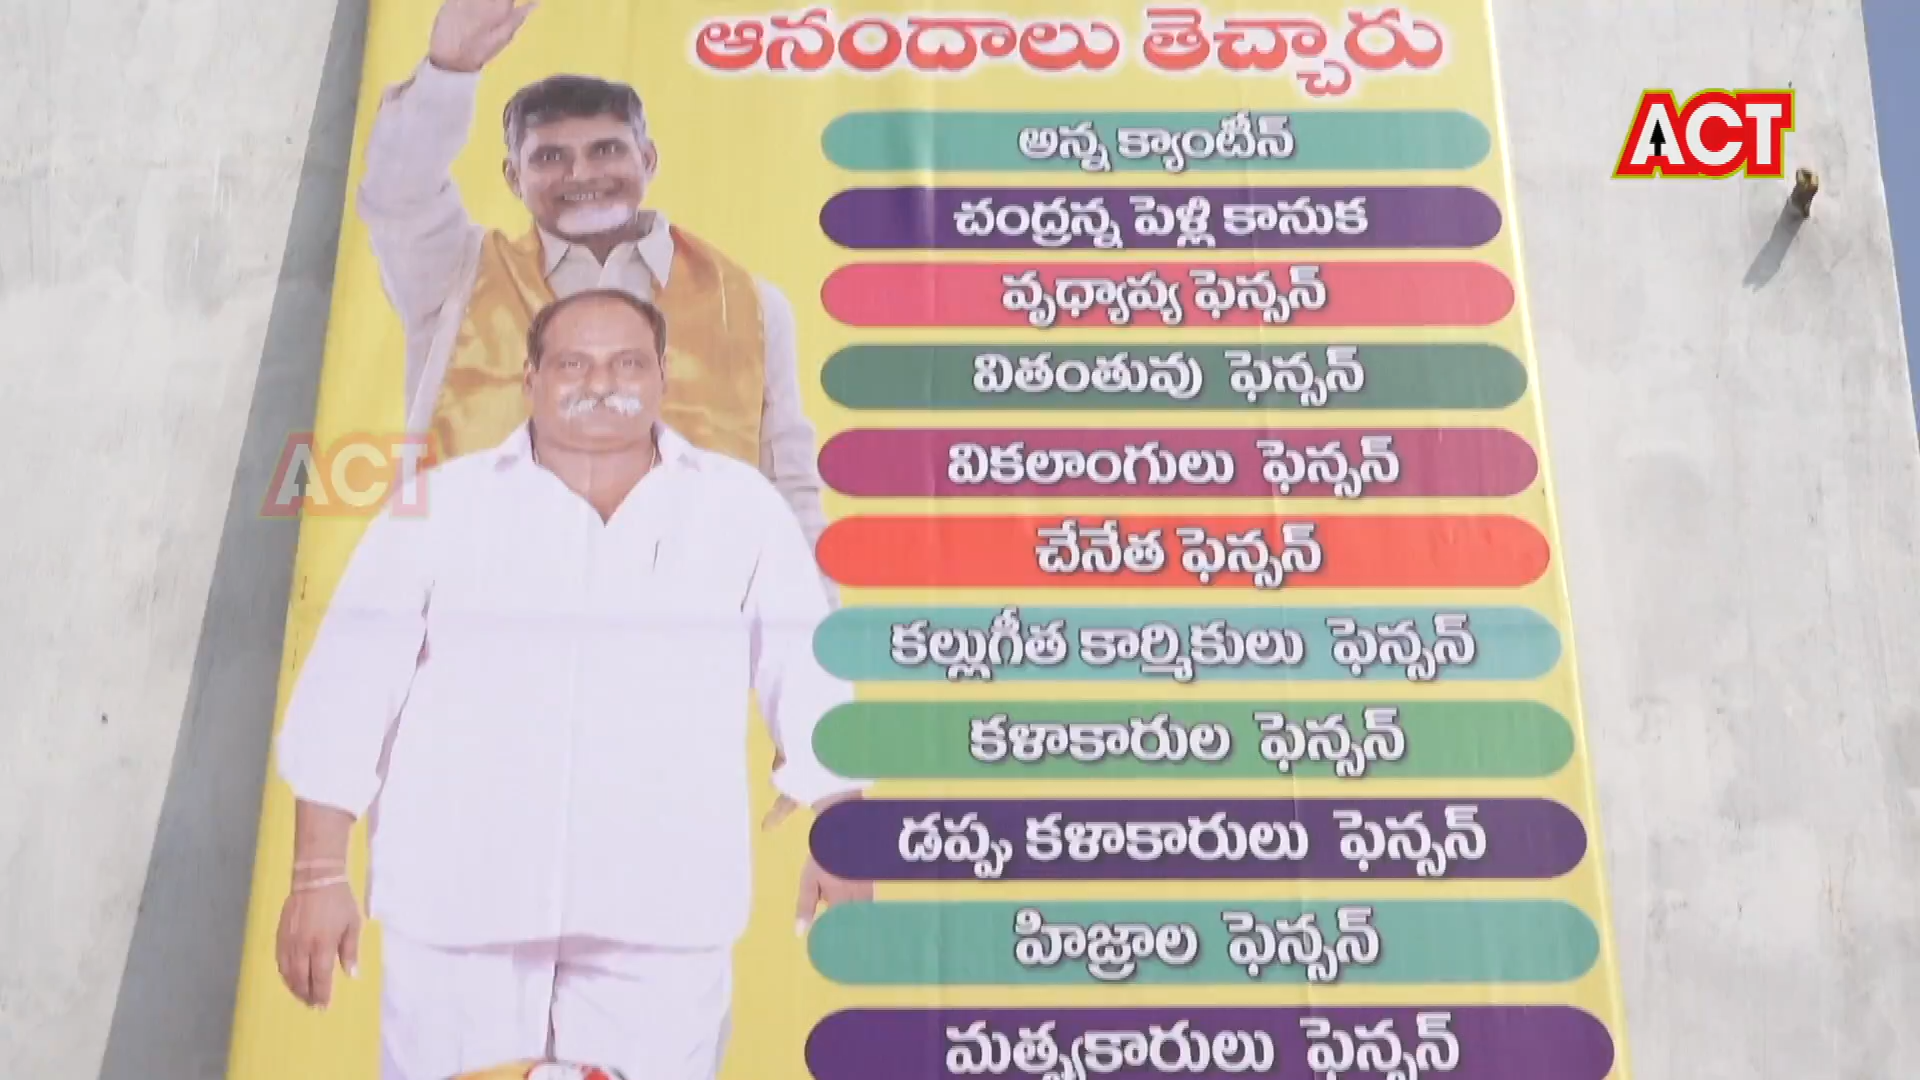 ఆనందాలు తెచ్చారు
ACT
అన్న క్యాంటీన్
చంద్రన్న పెళ్లి కానుక
వృధ్యాప్య ఫెన్సన్
వితంతువు ఫెన్సన్
వికలాంగులు ఫెన్సన్
ACT
చేనేత ఫెన్సన్
కల్లుగీత కార్మికులు ఫెన్సన్
కళాకారుల ఫెన్సన్
డప్పు కళాకారులు ఫెన్సన్
హిజ్రాల ఫెన్సన్
మత్స్యకారులు ఫెన్సన్